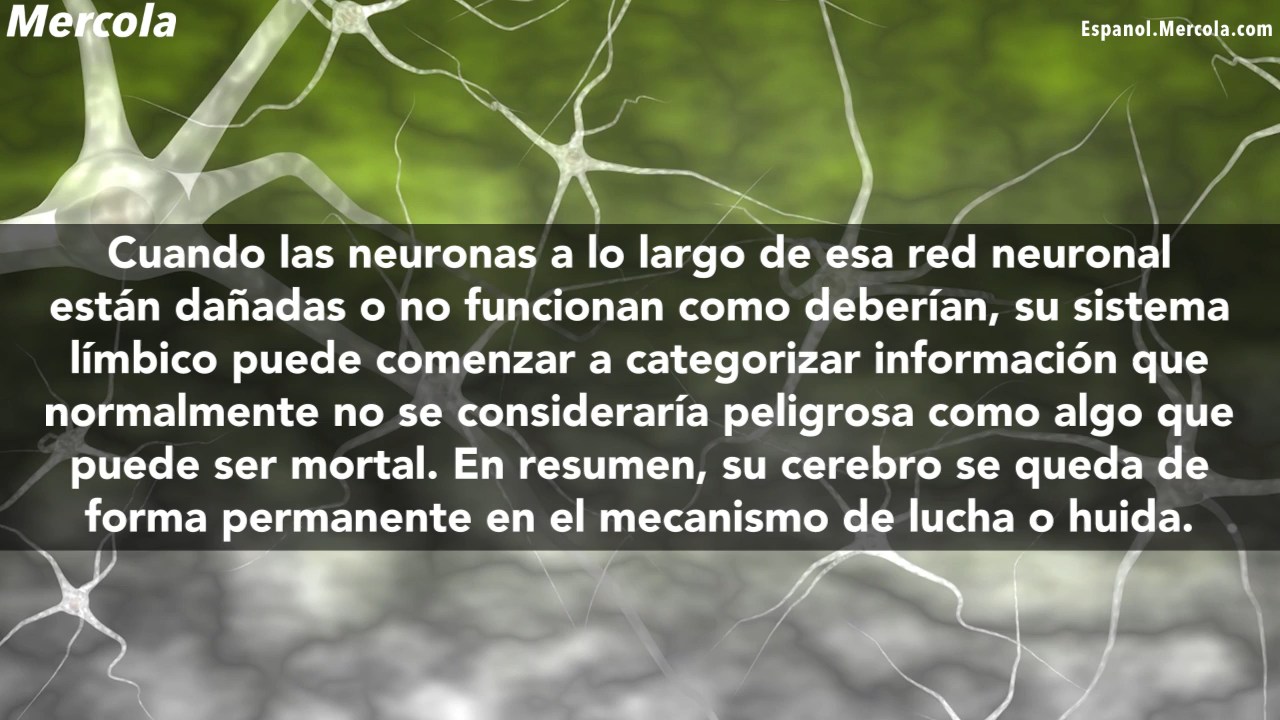 Mercola
Espanol.Mercola.com
Cuando las neuronas a lo largo de esa red neuronal
están dañadas o no funcionan como deberían, su sistema
límbico puede comenzar a categorizar información que
normalmente no se consideraría peligrosa como algo que
puede ser mortal. En resumen, su cerebro se queda de
forma permanente en el mecanismo de lucha o huida.